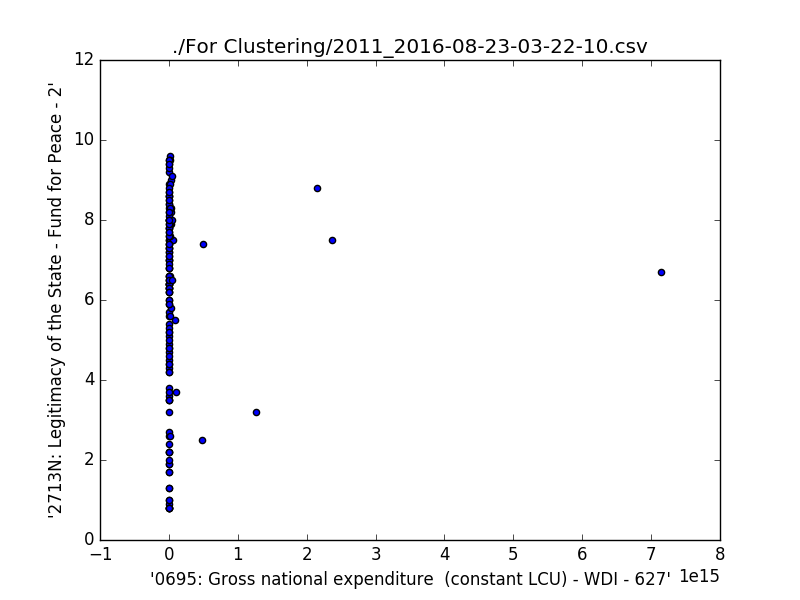 ./For Clustering/2011_2016-08-23-03-22-10.csv
'2713N: Legitimacy of the State - Fund for Peace - 2'
12
10
8
6
4
2
0
−1 0 1 2 3 4 5 6 7 8
1e15
'0695: Gross national expenditure  (constant LCU) - WDI - 627'